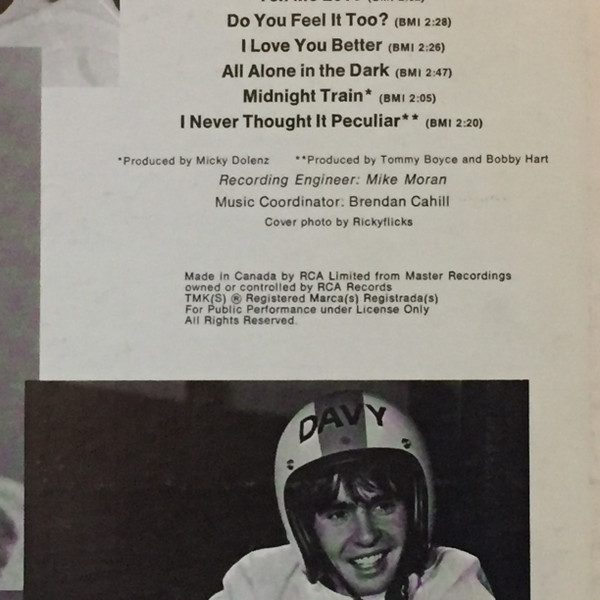 Do You Feel It Too? (BMI 2:28)
I Love You Better (BMI 2:26)
All Alone in the Dark (BMI 2:47)
Midnight Train* (BMI 2:05)
I Never Thought It Peculiar** (BMI 2:20)
*Produced by Micky Dolenz **Produced by Tommy Boyce and Bobby Hart
Recording Engineer: Mike Moran
Music Coordinator: Brendan Cahill
Cover photo by Rickyflicks
Made in Canada by RCA Limited from Master Recordings
owned or controlled by RCA Records
TMK(S) ® Registered Marca(s) Registrada(s)
For Public Performance under License Only
All Rights Reserved.
DAVY